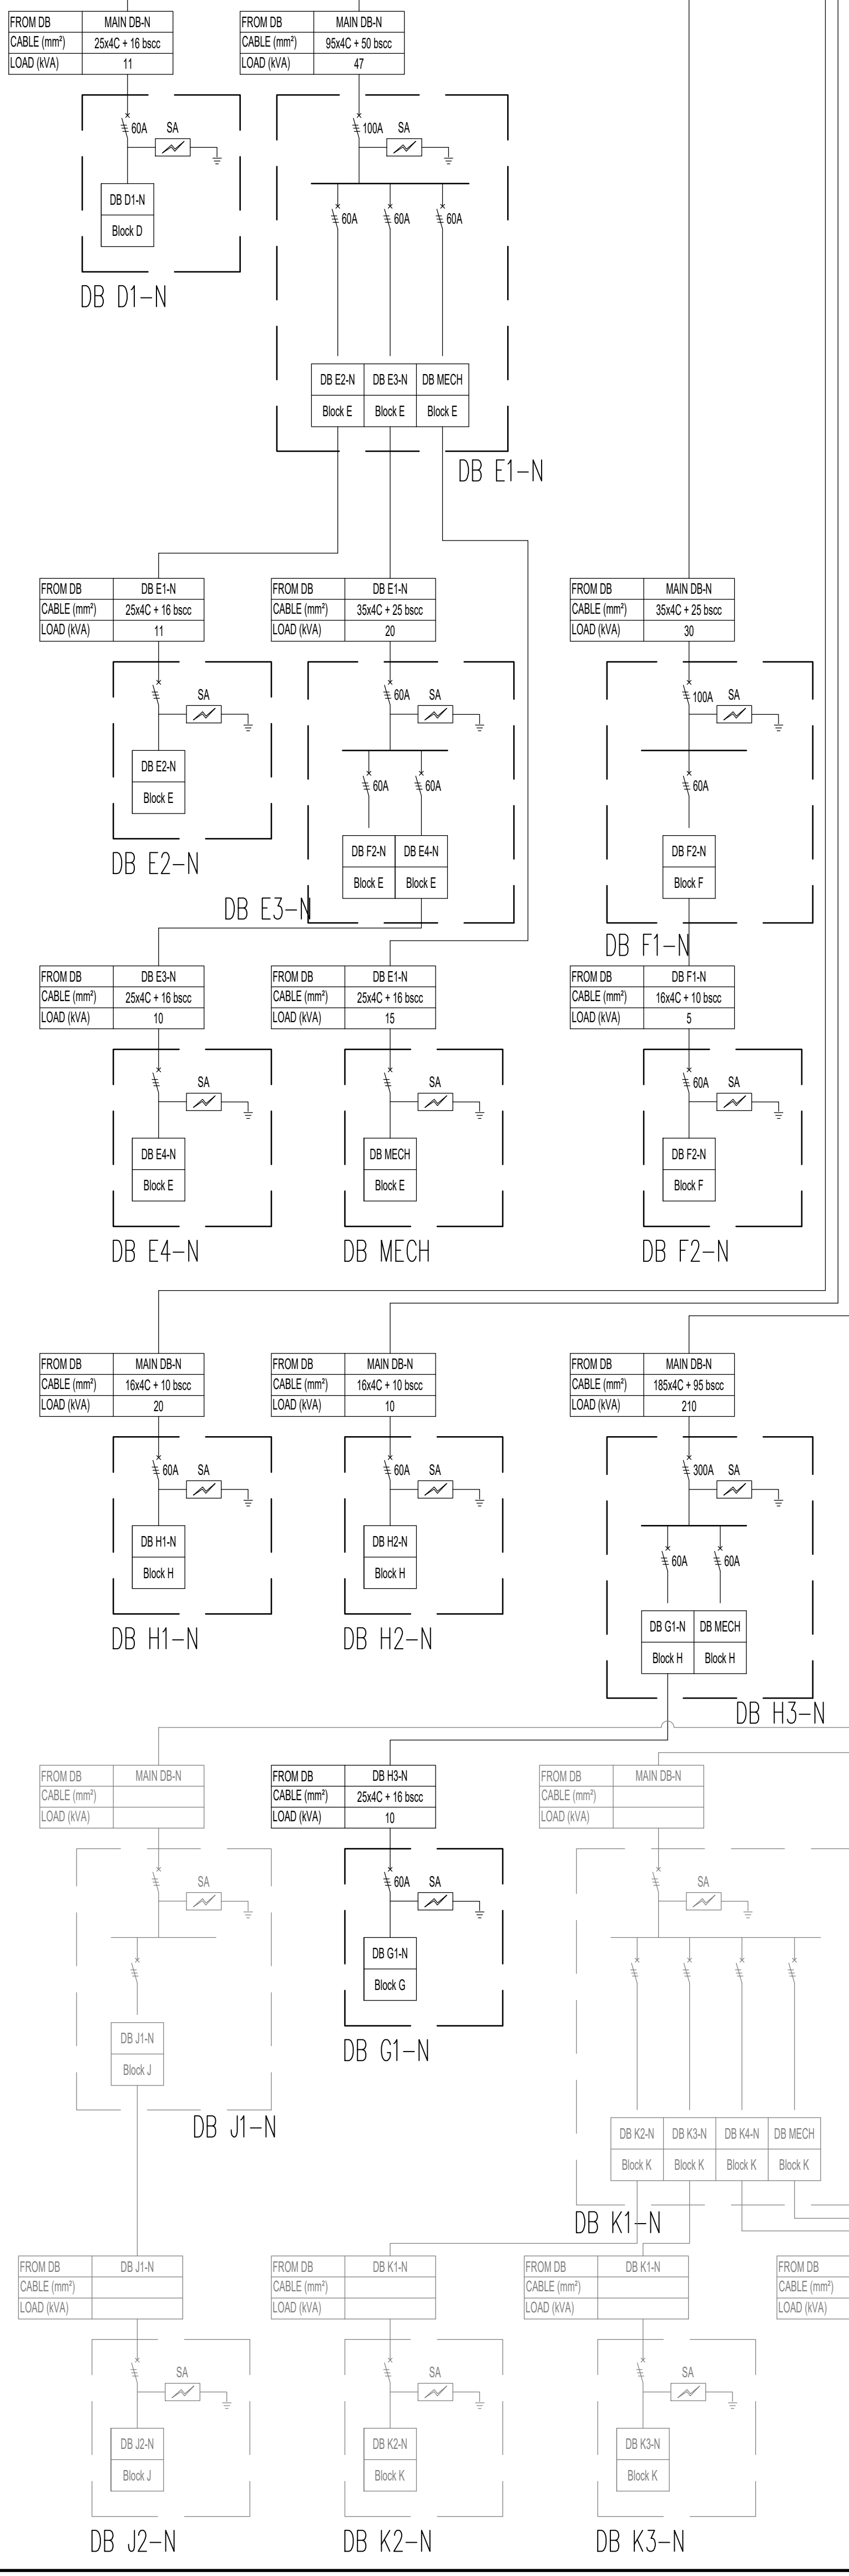 FROM DB MAIN DB-N
CABLE (mm²) 25x4C + 16 bscc
LOAD (kVA) 11
60A SA
DB D1-N
Block D
DB D1-N
FROM DB MAIN DB-N
CABLE (mm²) 95x4C + 50 bscc
LOAD (kVA) 47
100A SA
60A 60A 60A
DB E2-N DB E3-N DB MECH
Block E Block E Block E
DB E1-N
FROM DB DB E1-N
CABLE (mm²) 25x4C + 16 bscc
LOAD (kVA) 11
SA
DB E2-N
Block E
DB E2-N
FROM DB DB E1-N
CABLE (mm²) 35x4C + 25 bscc
LOAD (kVA) 20
60A SA
60A 60A
DB F2-N DB E4-N
Block E Block E
DB E3-N
FROM DB MAIN DB-N
CABLE (mm²) 35x4C + 25 bscc
LOAD (kVA) 30
100A SA
60A
DB F2-N
Block F
DB F1-N
FROM DB DB E3-N
CABLE (mm²) 25x4C + 16 bscc
LOAD (kVA) 10
SA
DB E4-N
Block E
DB E4-N
FROM DB DB E1-N
CABLE (mm²) 25x4C + 16 bscc
LOAD (kVA) 15
SA
DB MECH
Block E
DB MECH
FROM DB DB F1-N
CABLE (mm²) 16x4C + 10 bscc
LOAD (kVA) 5
60A SA
DB F2-N
Block F
DB F2-N
FROM DB MAIN DB-N
CABLE (mm²) 16x4C + 10 bscc
LOAD (kVA) 20
60A SA
DB H1-N
Block H
DB H1-N
FROM DB MAIN DB-N
CABLE (mm²) 16x4C + 10 bscc
LOAD (kVA) 10
60A SA
DB H2-N
Block H
DB H2-N
FROM DB MAIN DB-N
CABLE (mm²) 185x4C + 95 bscc
LOAD (kVA) 210
300A SA
60A 60A
DB G1-N DB MECH
Block H Block H
DB H3-N
FROM DB MAIN DB-N
CABLE (mm²)
LOAD (kVA)
SA
DB J1-N
Block J
DB J1-N
FROM DB DB H3-N
CABLE (mm²) 25x4C + 16 bscc
LOAD (kVA) 10
60A SA
DB G1-N
Block G
DB G1-N
FROM DB MAIN DB-N
CABLE (mm²)
LOAD (kVA)
SA
DB K2-N DB K3-N DB K4-N DB MECH
Block K Block K Block K Block K
DB K1-N
FROM DB DB J1-N
CABLE (mm²)
LOAD (kVA)
SA
DB J2-N
Block J
DB J2-N
FROM DB DB K1-N
CABLE (mm²)
LOAD (kVA)
SA
DB K2-N
Block K
DB K2-N
FROM DB DB K1-N
CABLE (mm²)
LOAD (kVA)
SA
DB K3-N
Block K
DB K3-N
FROM DB
CABLE (mm²)
LOAD (kVA)